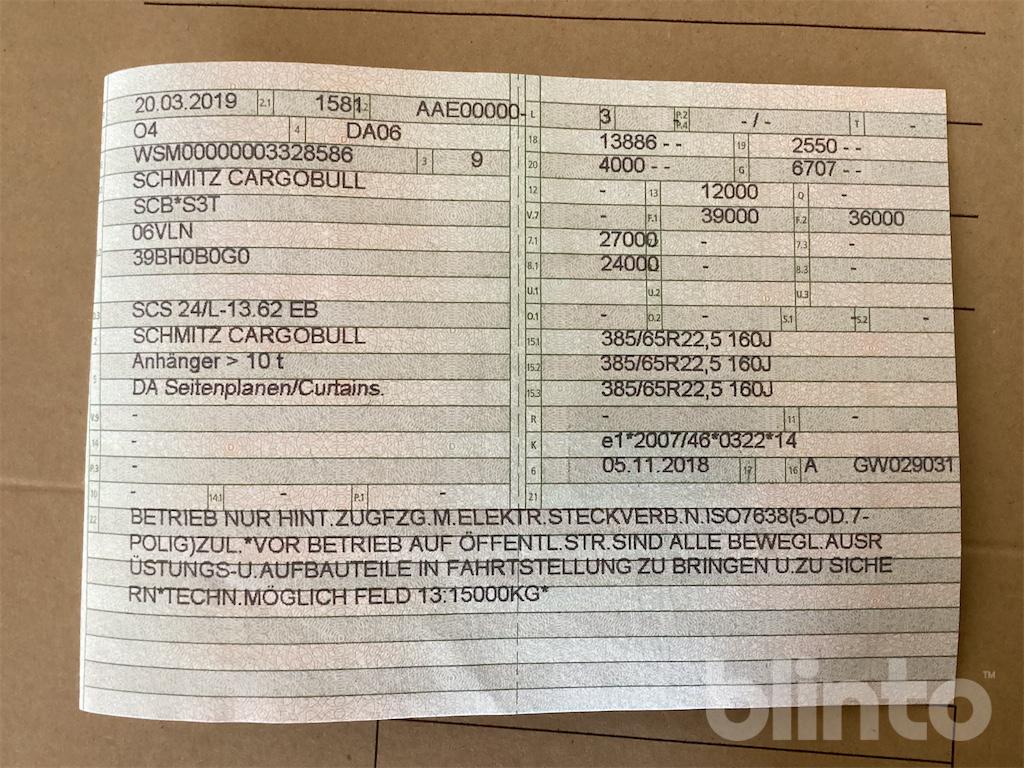 20.03.2019 2.1 1581 2.2 AAE00000- L 3 P.2 P.4 - / - T -
O4 4 DA06 18 13886 - - 19 2550 - -
WSM00000003328586 3 9 20 4000 - - G 6707 - -
SCHMITZ CARGOBULL 12 - 13 12000 Q -
SCB*S3T V.7 - F.1 39000 F.2 36000
06VLN 7.1 27000 - 7.3 -
39BH0B0G0 8.1 24000 - 8.3 -
U.1 U.2 U.3
D.3 SCS 24/L-13.62 EB O.1 - O.2 - S.1 - S.2 -
2 SCHMITZ CARGOBULL 15.1 385/65R22,5 160J
Anhänger > 10 t 15.2 385/65R22,5 160J
5 DA Seitenplanen/Curtains. 15.3 385/65R22,5 160J
V.9 - R - 11 -
14 - K e1*2007/46*0322*14
P.3 - 6 05.11.2018 17 16 A GW029031
10 - 14.1 - P.1 - 21
22 BETRIEB NUR HINT.ZUGFZG.M.ELEKTR.STECKVERB.N.ISO7638(5-OD.7-
POLIG)ZUL.*VOR BETRIEB AUF ÖFFENTL.STR.SIND ALLE BEWEGL.AUSR
ÜSTUNGS-U.AUFBAUTEILE IN FAHRTSTELLUNG ZU BRINGEN U.ZU SICHE
RN*TECHN.MÖGLICH FELD 13:15000KG*
blinto™